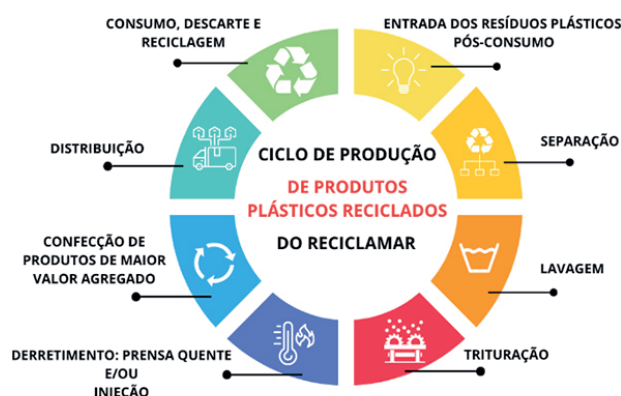 CONSUMO, DESCARTE E
RECICLAGEM
ENTRADA DOS RESÍDUOS PLÁSTICOS
PÓS-CONSUMO
DISTRIBUIÇÃO
SEPARAÇÃO
CICLO DE PRODUÇÃO
DE PRODUTOS
PLÁSTICOS RECICLADOS
DO RECICLAMAR
CONFECÇÃO DE
PRODUTOS DE MAIOR
VALOR AGREGADO
LAVAGEM
DERRETIMENTO: PRENSA QUENTE
E/OU
INJEÇÃO
TRITURAÇÃO